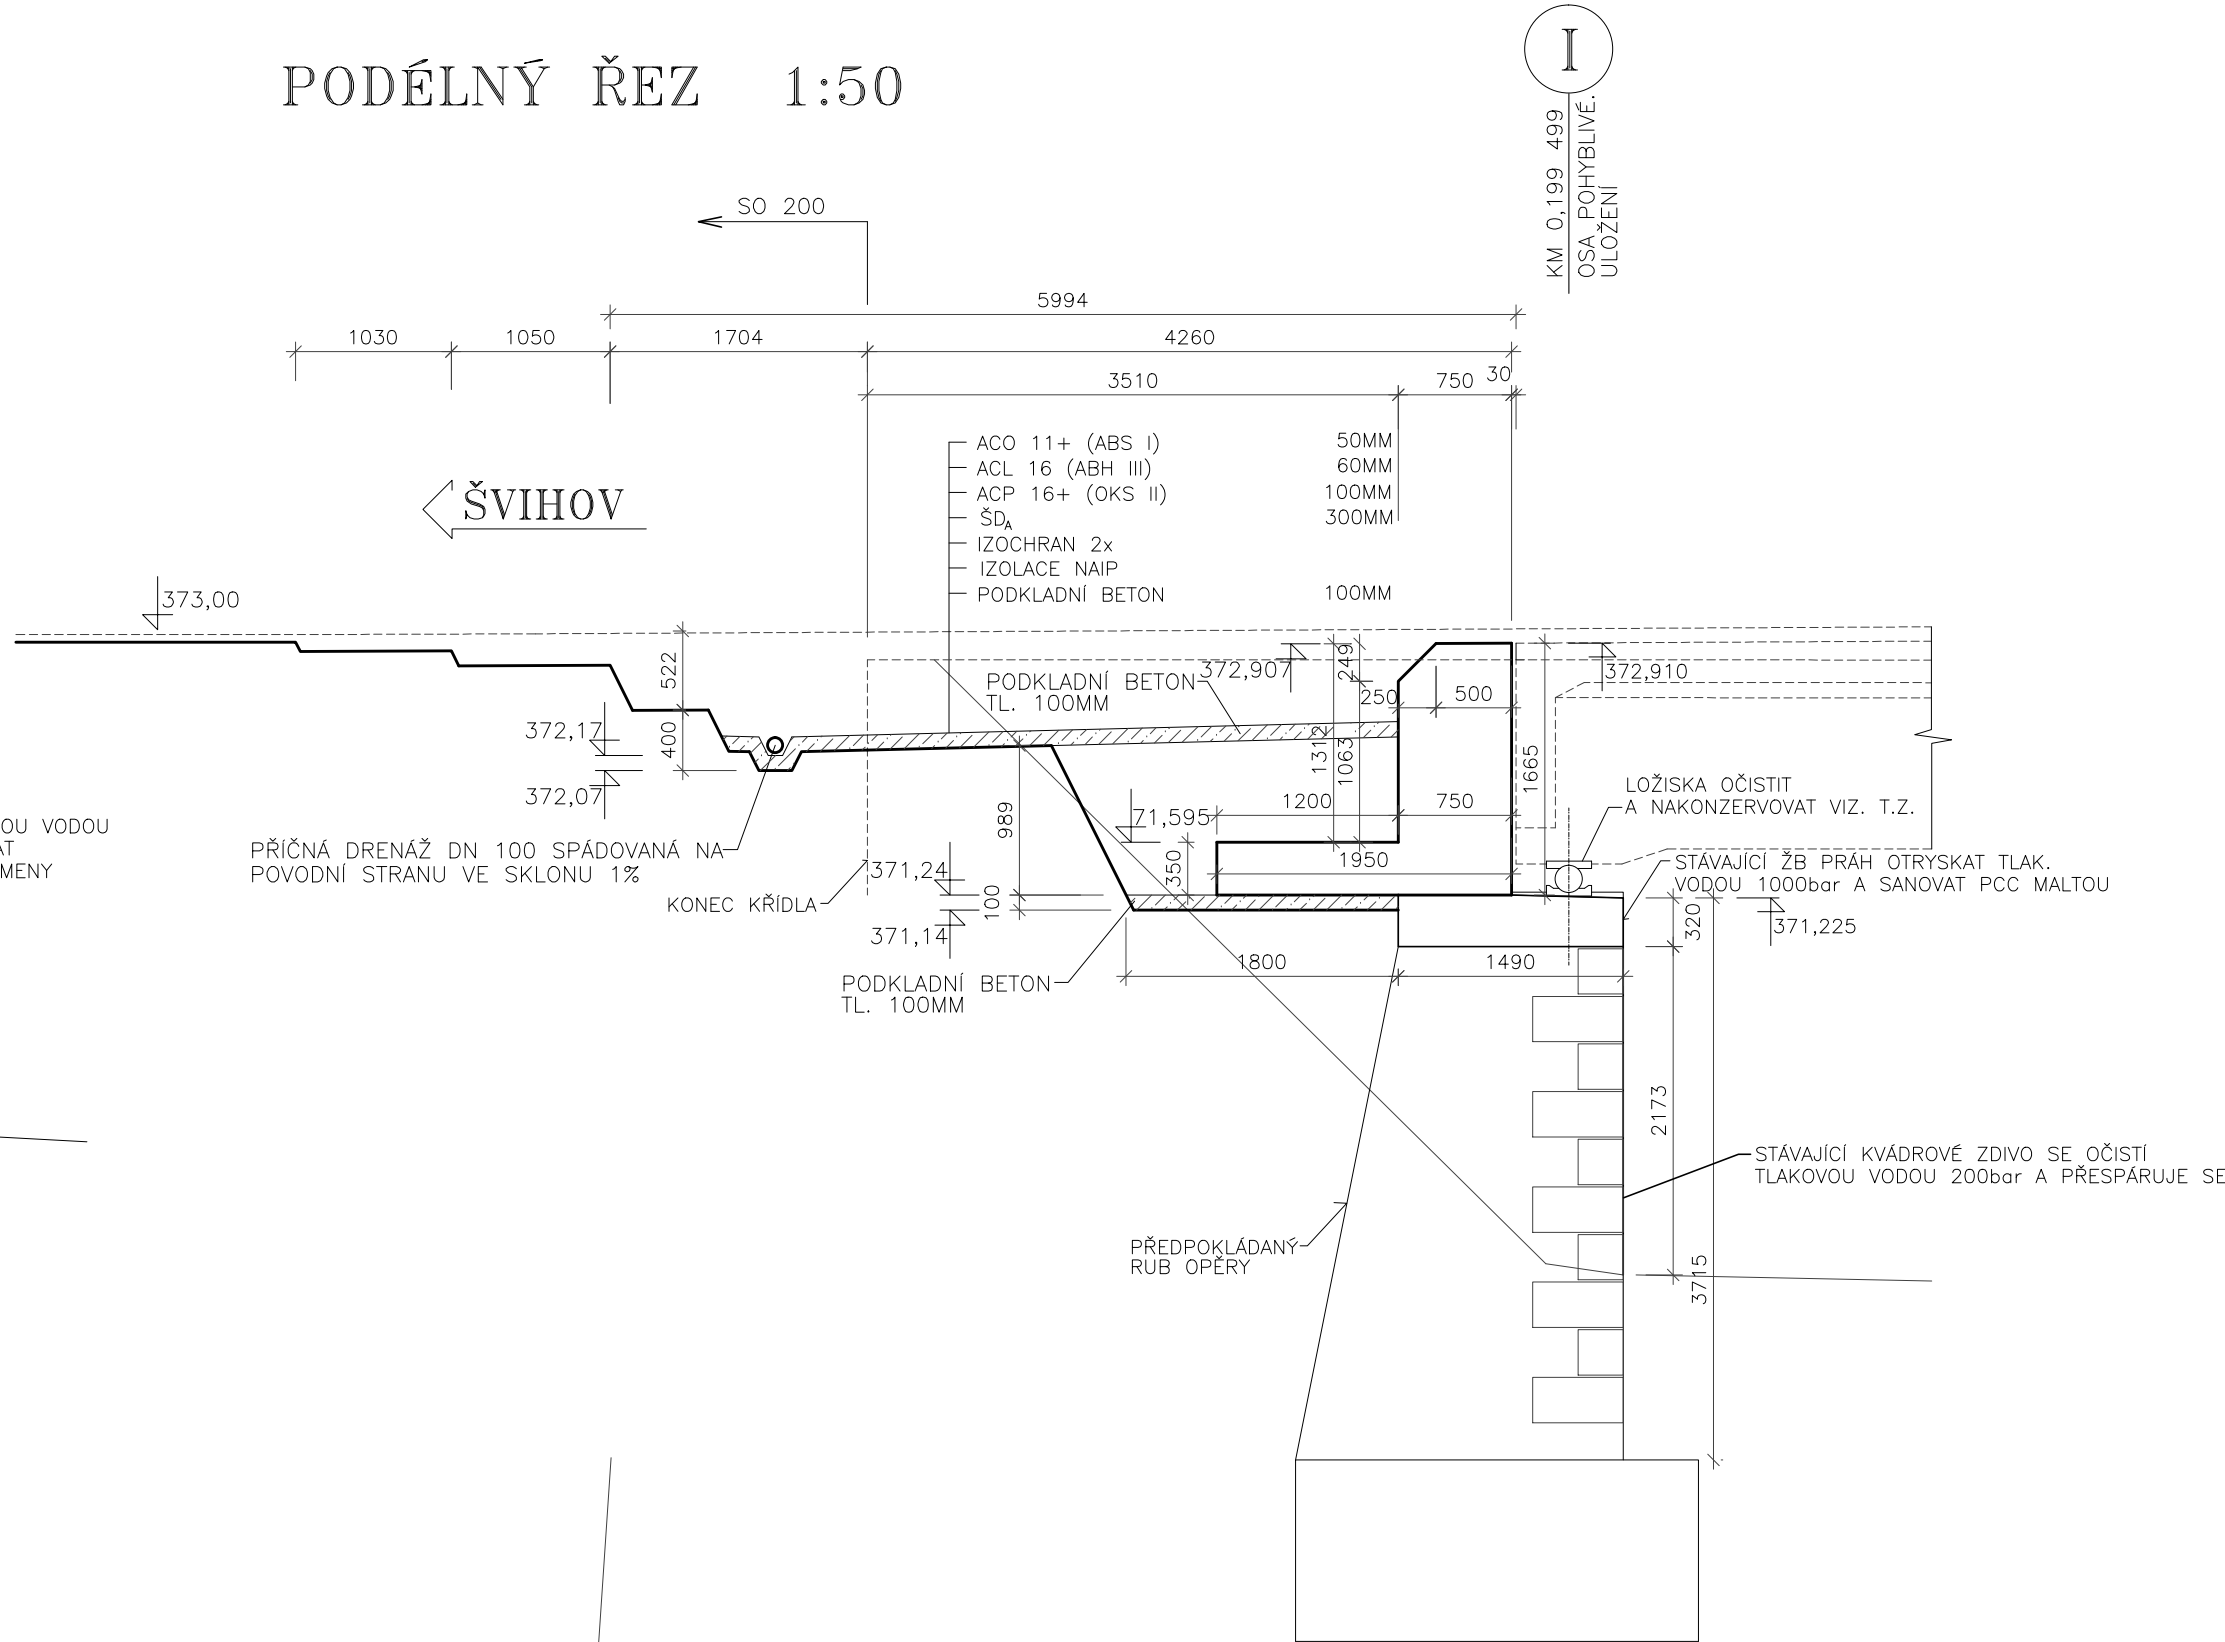 PODÉLNÝ ŘEZ 1:50
I
KM 0,199 499
OSA POHYBLIVÉ.
ULOŽENÍ
SO 200
5994
1030
1050
1704
4260
3510
750
30
ACO 11+ (ABS I) 50MM
ACL 16 (ABH III) 60MM
ACP 16+ (OKS II) 100MM
ŠDA 300MM
IZOCHRAN 2x
IZOLACE NAIP
PODKLADNÍ BETON 100MM
ŠVIHOV
373,00
522
400
372,17
372,07
PODKLADNÍ BETON
TL. 100MM
372,907
249
250
500
372,910
1312
1063
1665
LOŽISKA OČISTIT
A NAKONZERVOVAT VIZ. T.Z.
1200
750
71,595
989
350
1950
OU VODOU
AT
MENY
PŘÍČNÁ DRENÁŽ DN 100 SPÁDOVANÁ NA
POVODNÍ STRANU VE SKLONU 1%
KONEC KŘÍDLA
371,24
100
371,14
STÁVAJÍCÍ ŽB PRÁH OTRYSKAT TLAK.
VODOU 1000bar A SANOVAT PCC MALTOU
320
371,225
PODKLADNÍ BETON
TL. 100MM
1800
1490
2173
STÁVAJÍCÍ KVÁDROVÉ ZDIVO SE OČISTÍ
TLAKOVOU VODOU 200bar A PŘESPÁRUJE SE
PŘEDPOKLÁDANÝ
RUB OPĚRY
3715